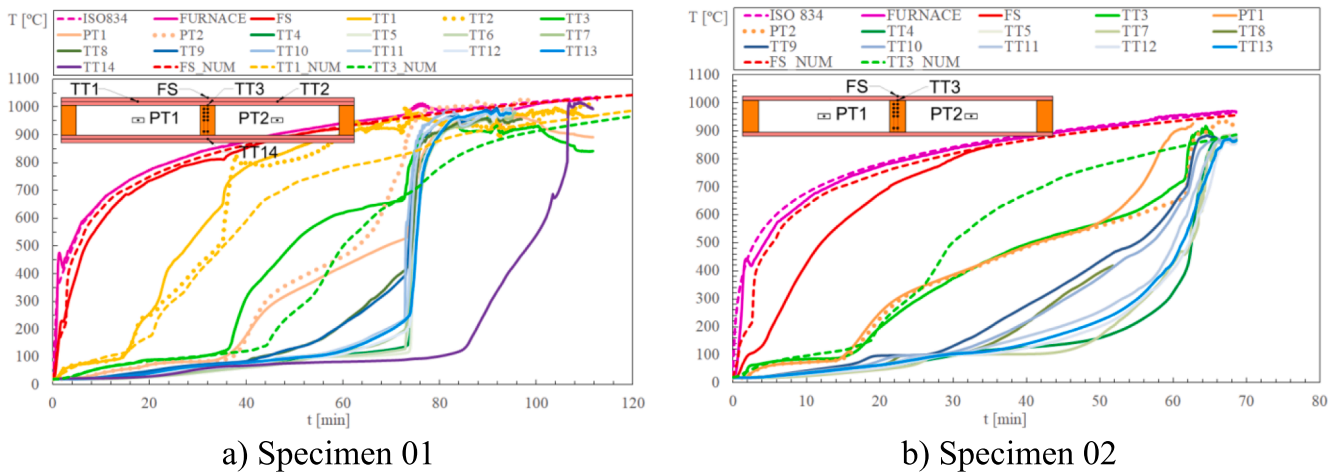 T [ºC]
ISO834 FURNACE FS TT1 TT2 TT3
PT1 PT2 TT4 TT5 TT6 TT7
TT8 TT9 TT10 TT11 TT12 TT13
TT14 FS_NUM TT1_NUM TT3_NUM
1100
1000
900
800
700
600
500
400
300
200
100
0
TT1 FS TT3 TT2
PT1 PT2
TT14
0 20 40 60 80 100 120
t [min]
a) Specimen 01
T [ºC]
ISO 834 FURNACE FS TT3 PT1
PT2 TT4 TT5 TT7 TT8
TT9 TT10 TT11 TT12 TT13
FS_NUM TT3_NUM
1100
1000
900
800
700
600
500
400
300
200
100
0
FS TT3
PT1 PT2
0 10 20 30 40 50 60 70 80
t [min]
b) Specimen 02